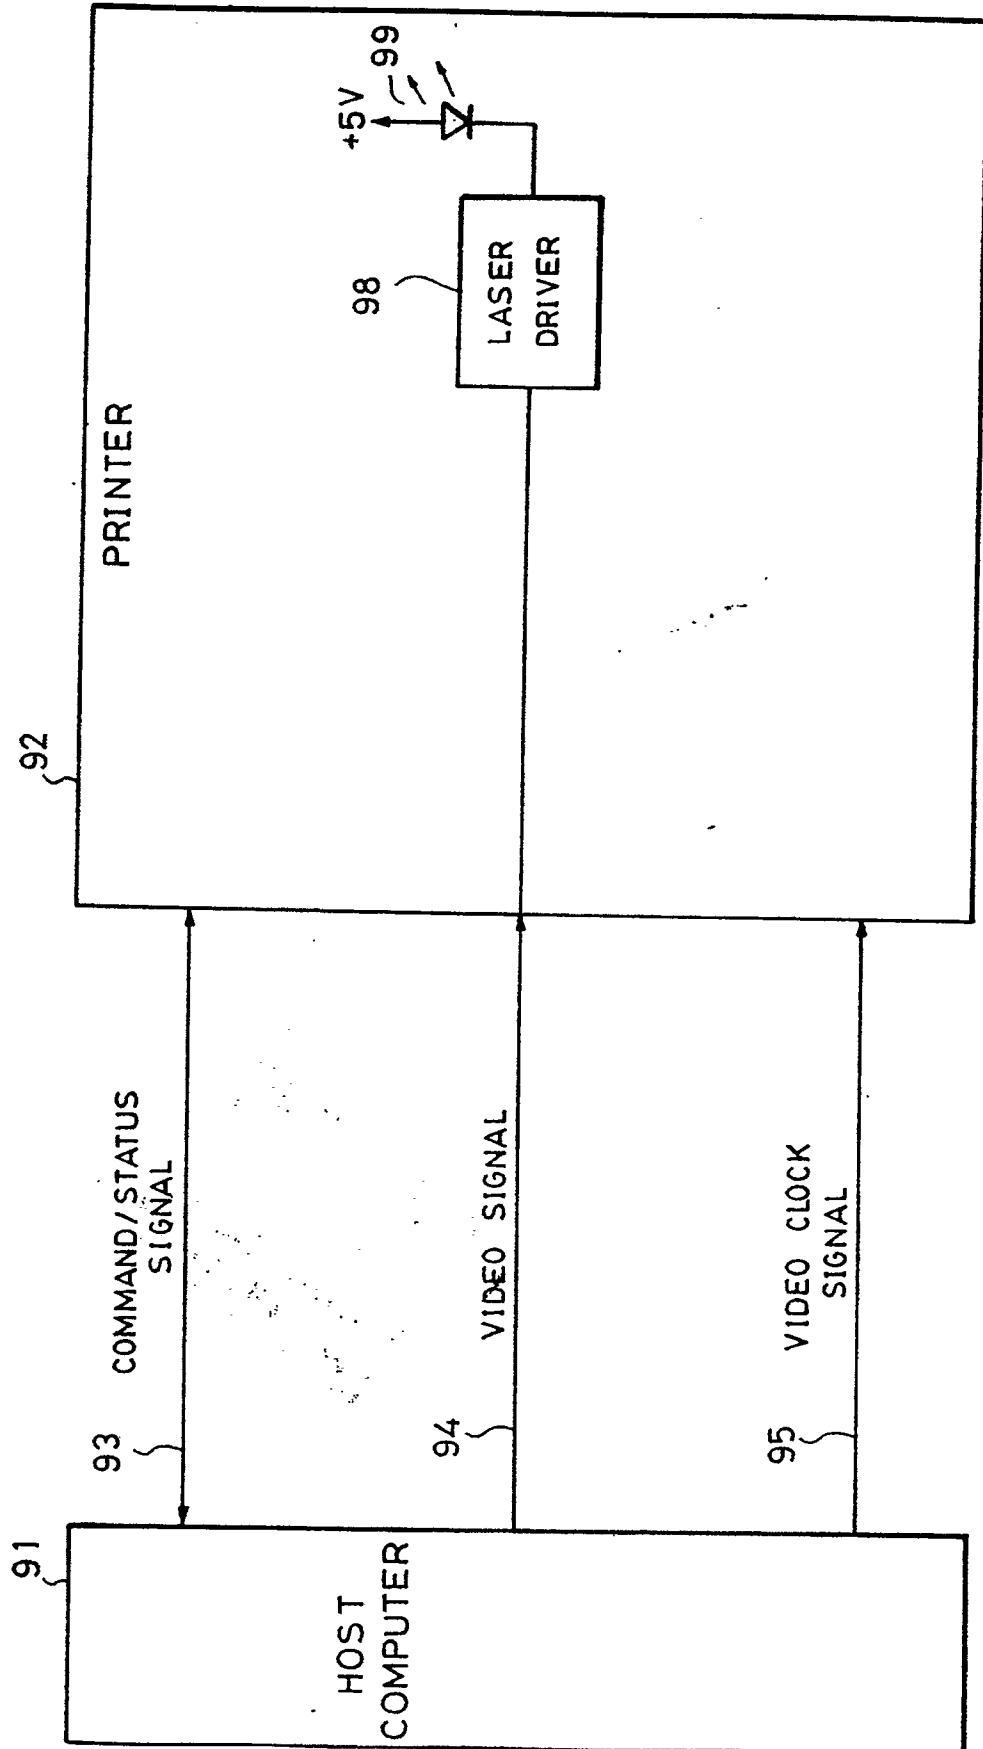 91
HOST
COMPUTER
93
COMMAND/STATUS
SIGNAL
94
VIDEO SIGNAL
95
VIDEO CLOCK
SIGNAL
92
PRINTER
98
LASER
DRIVER
+5V
99